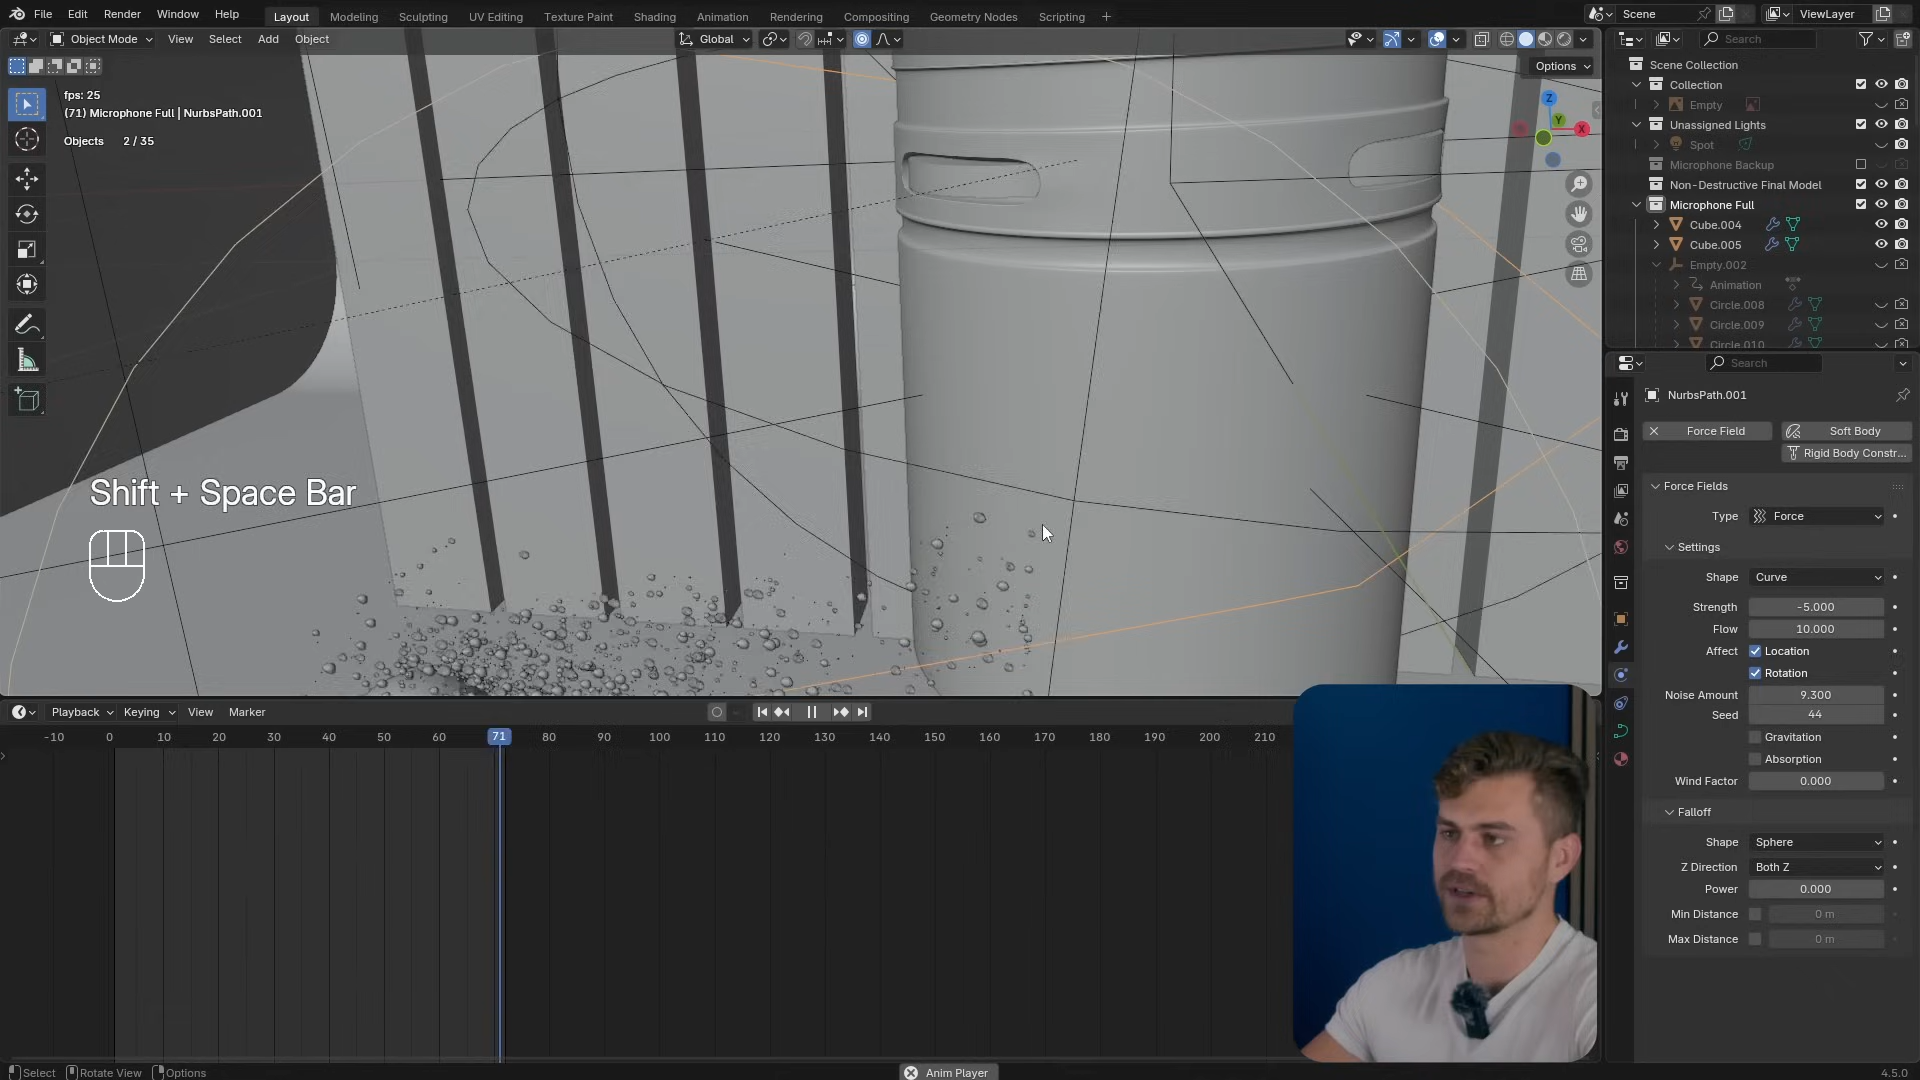 File Edit Render Window Help Layout Modeling Sculpting UV Editing Texture Paint Shading Animation Rendering Compositing Geometry Nodes Scripting + Scene ViewLayer
Object Mode View Select Add Object Global Search
Options
fps: 25
(71) Microphone Full | NurbsPath.001
Objects 2 / 35
Z
Y
X
Shift + Space Bar
Scene Collection
Collection
Empty
Unassigned Lights
Spot
Microphone Backup
Non-Destructive Final Model
Microphone Full
Cube.004
Cube.005
Empty.002
Animation
Circle.008
Circle.009
Circle.010
Search
NurbsPath.001
Force Field Soft Body
Rigid Body Constr...
Force Fields
Type Force
Settings
Shape Curve
Strength -5.000
Flow 10.000
Affect Location
Rotation
Noise Amount 9.300
Seed 44
Gravitation
Absorption
Wind Factor 0.000
Falloff
Shape Sphere
Z Direction Both Z
Power 0.000
Min Distance 0 m
Max Distance 0 m
Playback Keying View Marker
-10 0 10 20 30 40 50 60 71 80 90 100 110 120 130 140 150 160 170 180 190 200 210
Select Rotate View Options Anim Player 4.5.0